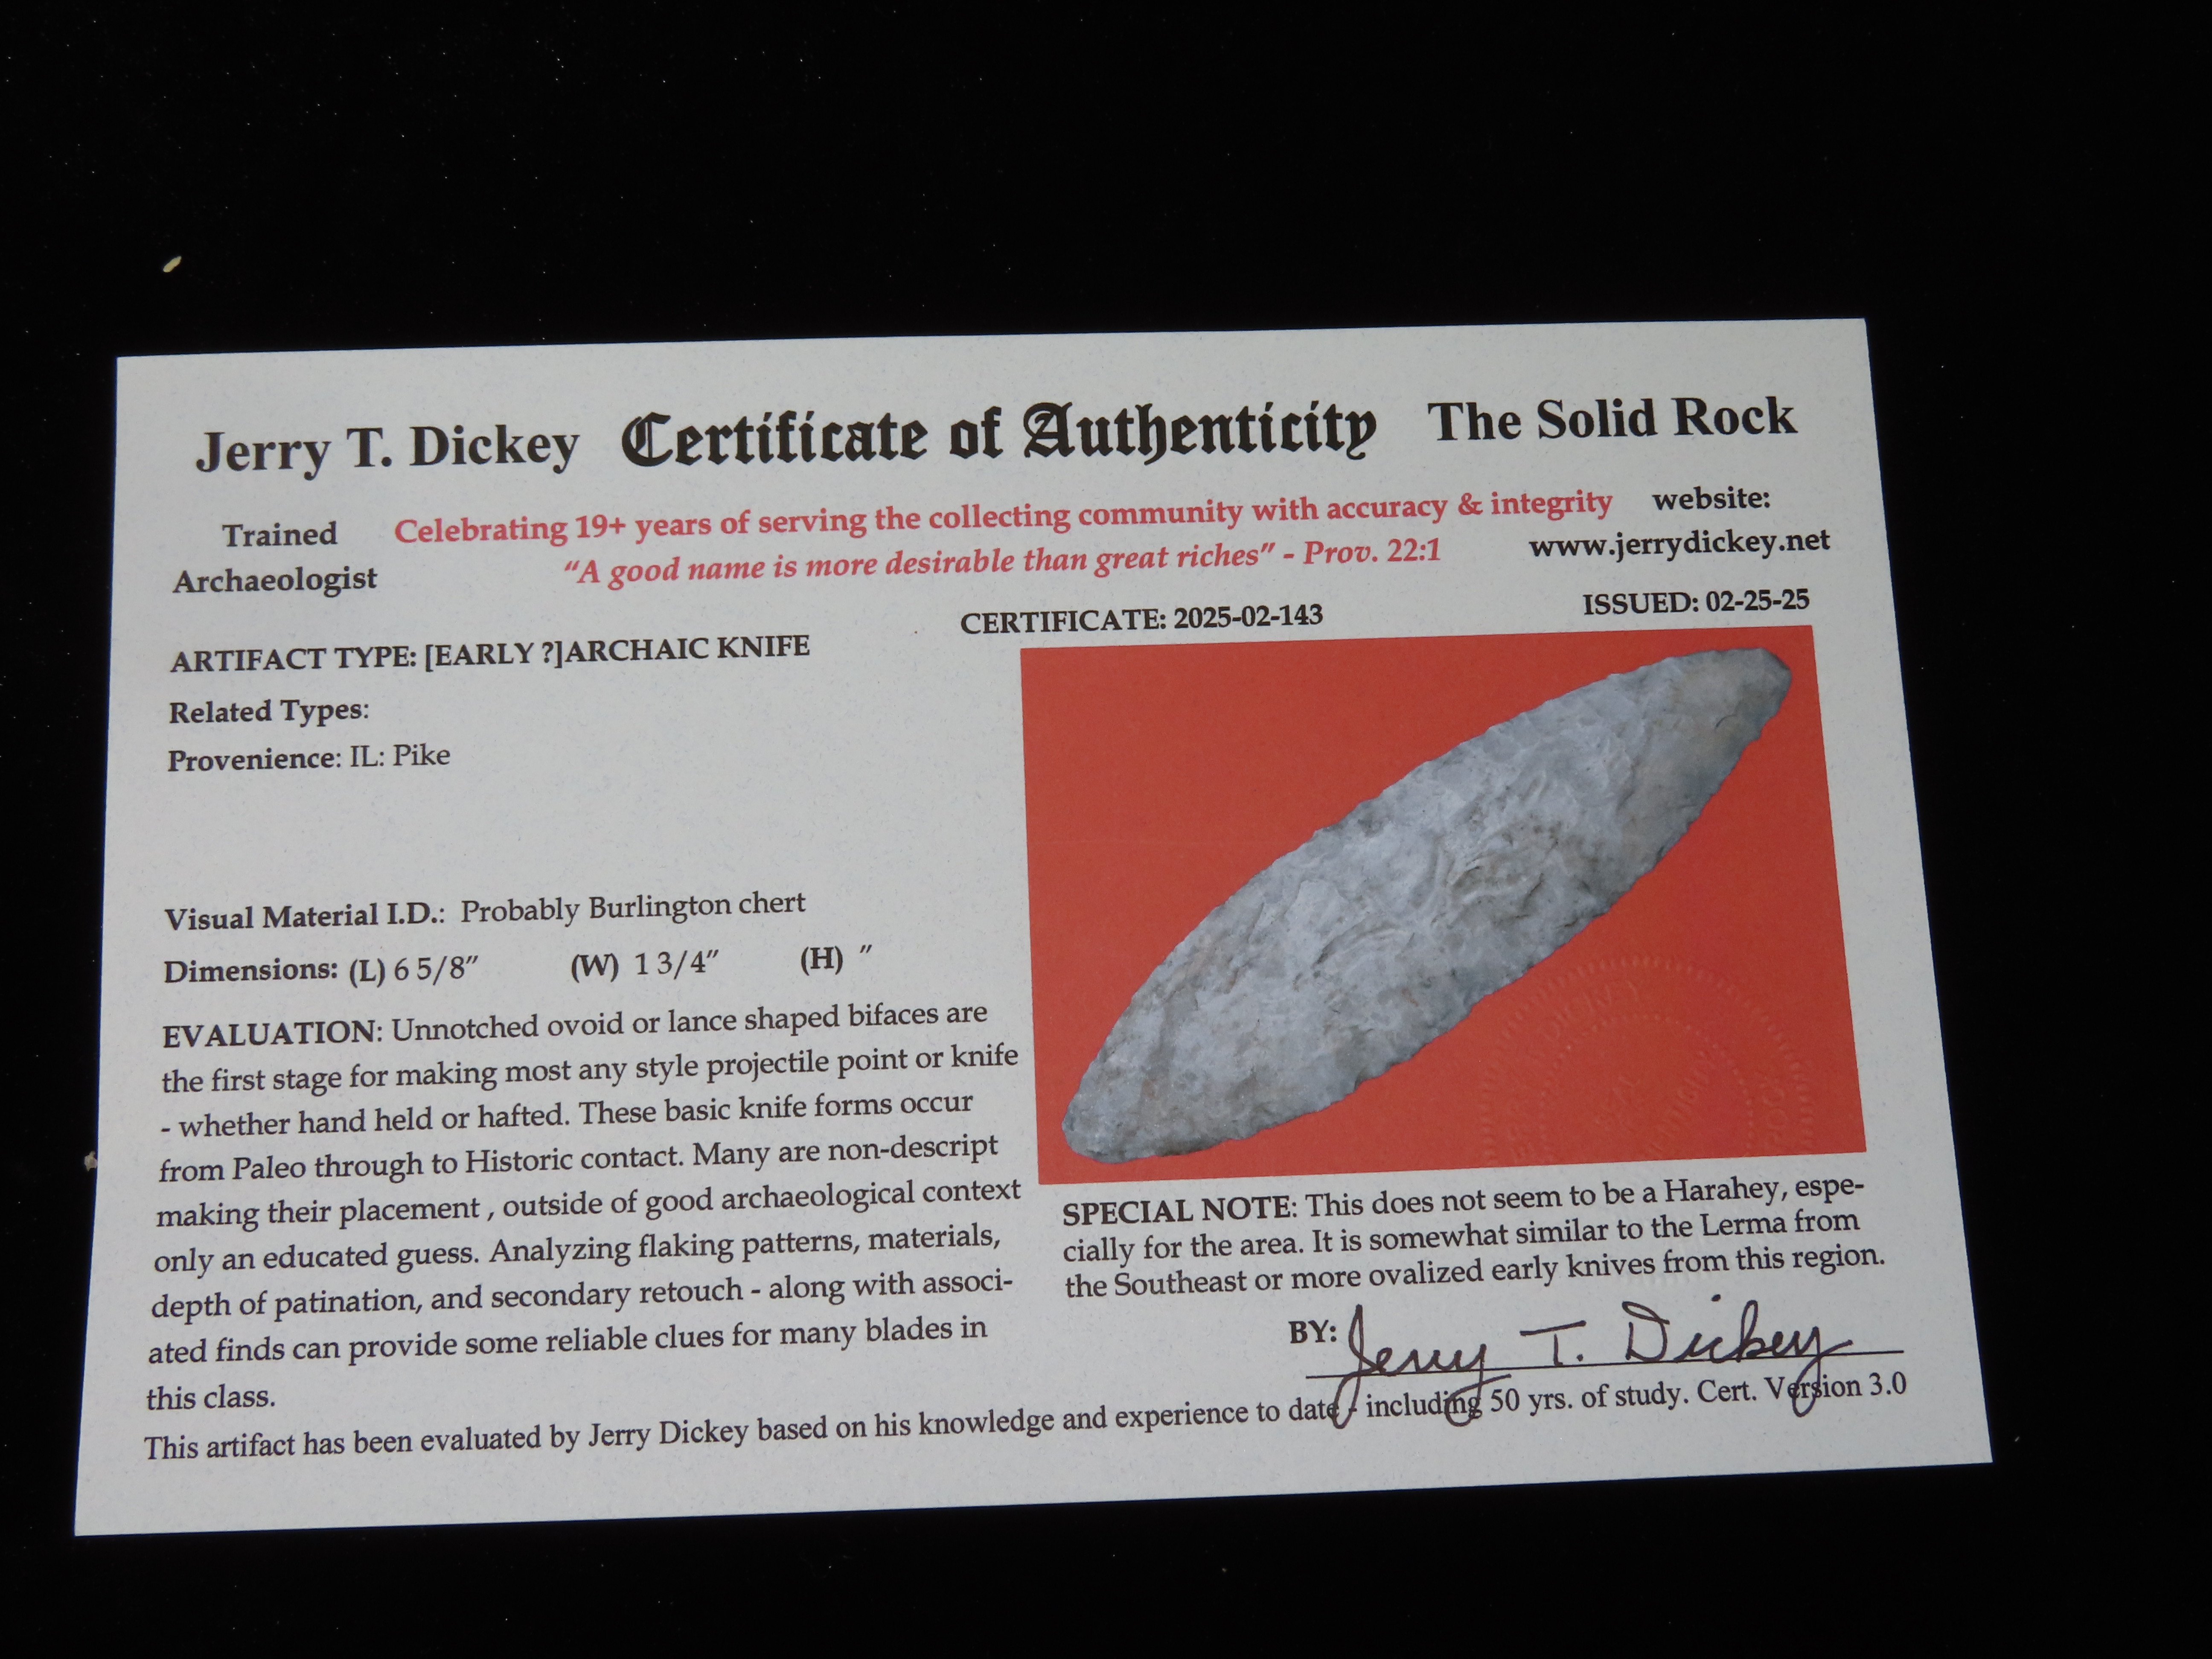 Jerry T. Dickey Certificate of Authenticity The Solid Rock
Trained
Archaeologist
Celebrating 19+ years of serving the collecting community with accuracy & integrity
"A good name is more desirable than great riches" - Prov. 22:1
website:
www.jerrydickey.net
CERTIFICATE: 2025-02-143
ISSUED: 02-25-25
ARTIFACT TYPE: [EARLY ?]ARCHAIC KNIFE
Related Types:
Provenience: IL: Pike
Visual Material I.D.: Probably Burlington chert
Dimensions: (L) 6 5/8" (W) 1 3/4" (H) "
EVALUATION: Unnotched ovoid or lance shaped bifaces are
the first stage for making most any style projectile point or knife
- whether hand held or hafted. These basic knife forms occur
from Paleo through to Historic contact. Many are non-descript
making their placement , outside of good archaeological context
only an educated guess. Analyzing flaking patterns, materials,
depth of patination, and secondary retouch - along with associ-
ated finds can provide some reliable clues for many blades in
this class.
SPECIAL NOTE: This does not seem to be a Harahey, espe-
cially for the area. It is somewhat similar to the Lerma from
the Southeast or more ovalized early knives from this region.
BY: Jerry T. Dickey
This artifact has been evaluated by Jerry Dickey based on his knowledge and experience to date - including 50 yrs. of study. Cert. Version 3.0